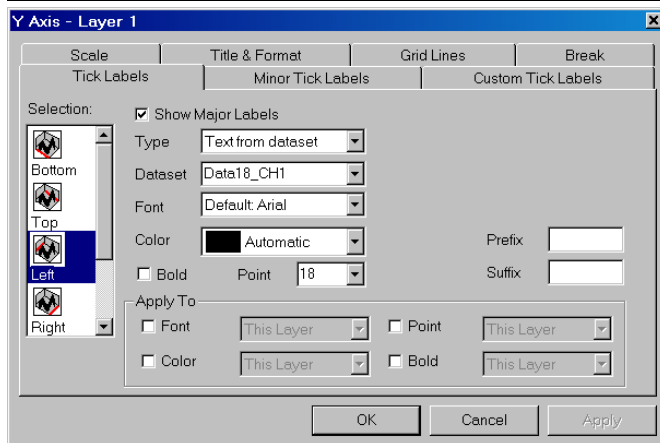 Y Axis - Layer 1
Scale Title & Format Grid Lines Break
Tick Labels Minor Tick Labels Custom Tick Labels
Selection:
Bottom
Top
Left
Right
Show Major Labels
Type Text from dataset
Dataset Data18_CH1
Font Default: Arial
Color Automatic Prefix
Bold Point 18 Suffix
Apply To
Font This Layer Point This Layer
Color This Layer Bold This Layer
OK Cancel Apply